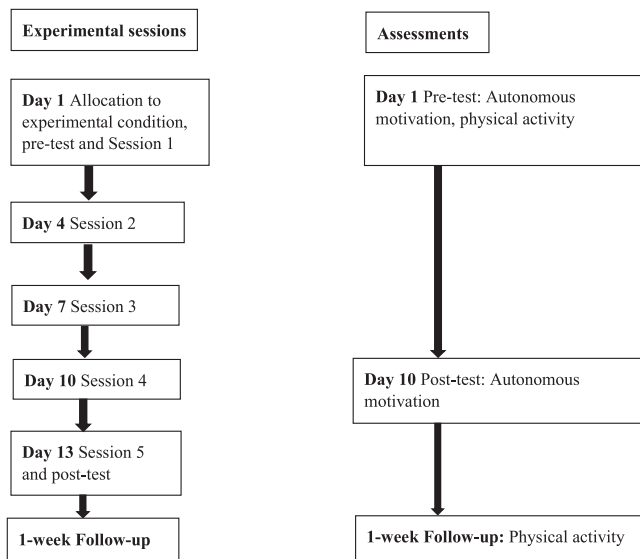 Experimental sessions
Day 1 Allocation to
experimental condition,
pre-test and Session 1
Day 4 Session 2
Day 7 Session 3
Day 10 Session 4
Day 13 Session 5
and post-test
1-week Follow-up
Assessments
Day 1 Pre-test: Autonomous
motivation, physical activity
Day 10 Post-test: Autonomous
motivation
1-week Follow-up: Physical activity